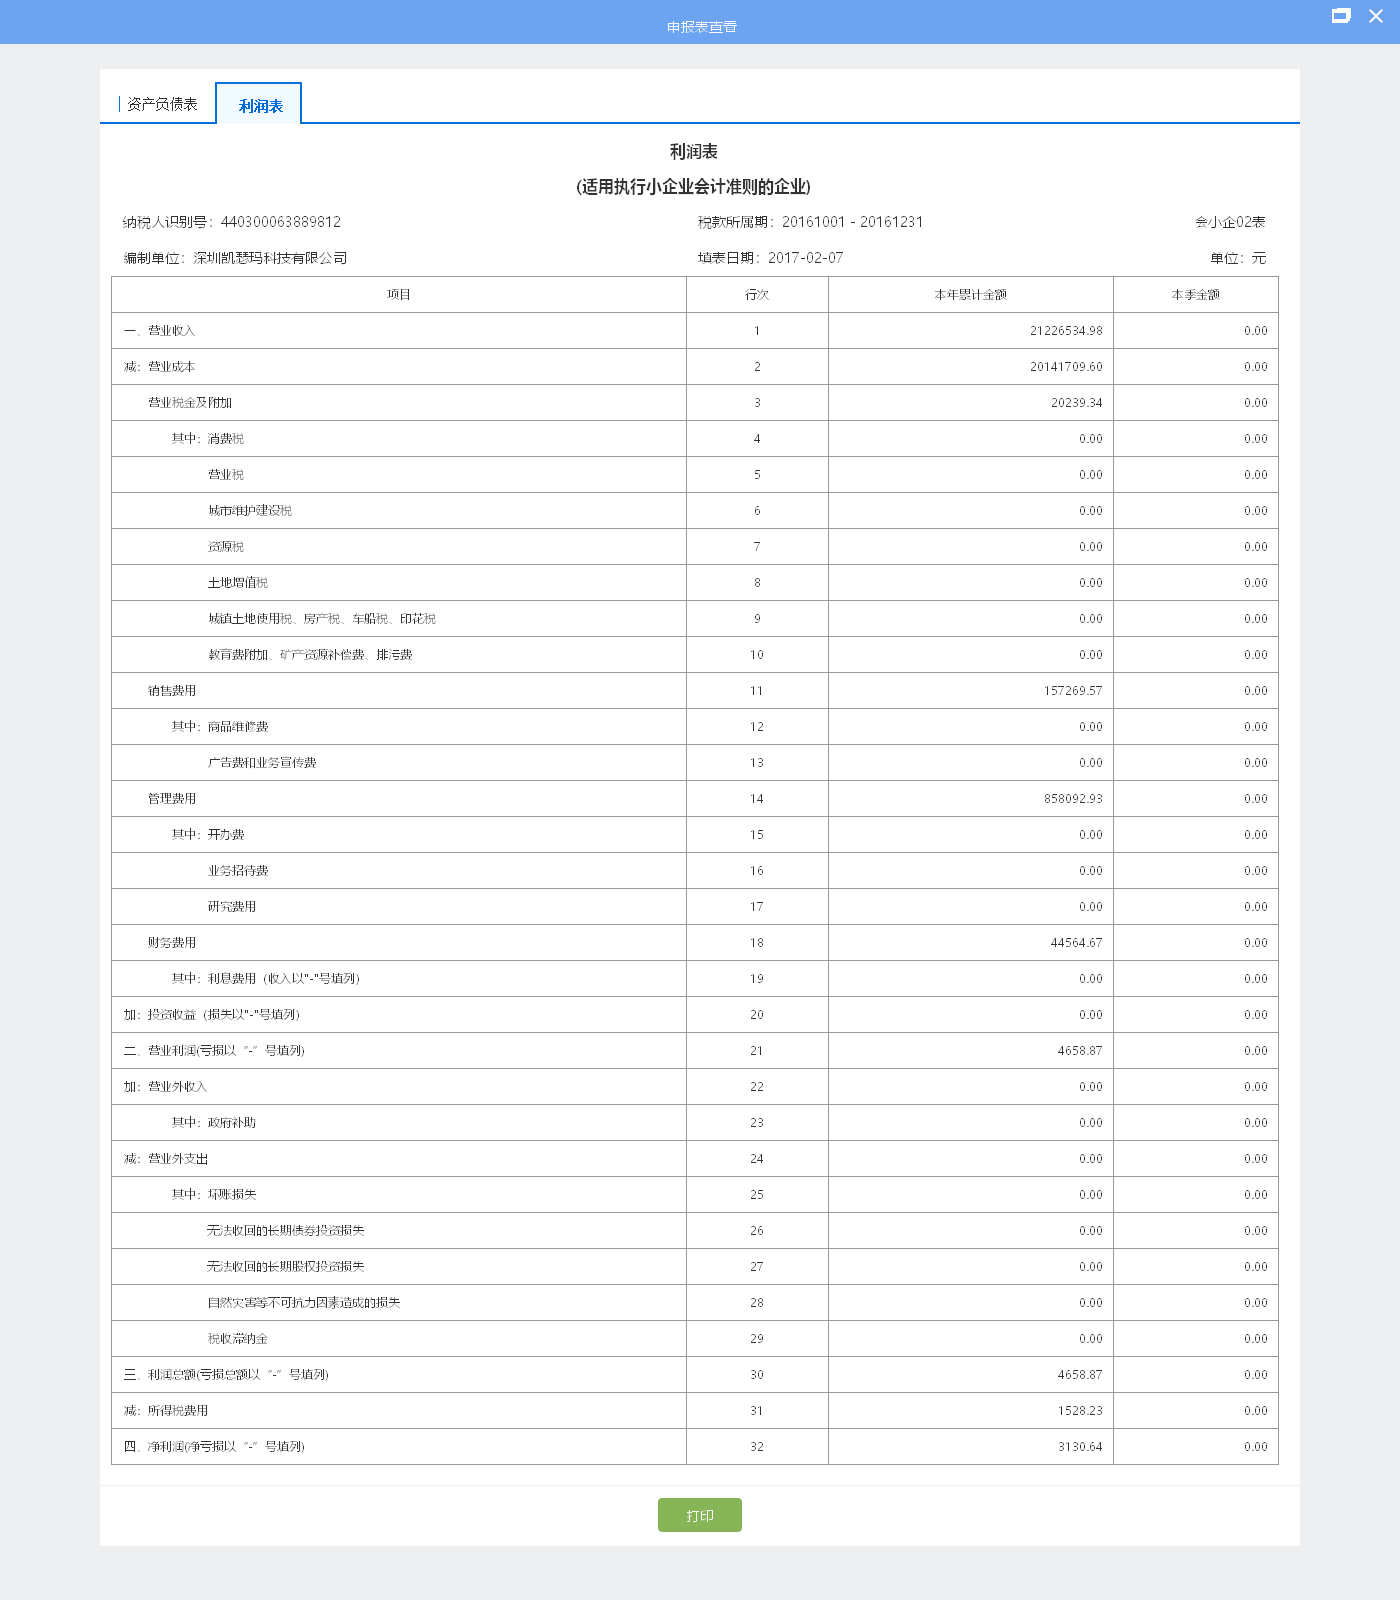 申报表查看
资产负债表 利润表
利润表
(适用执行小企业会计准则的企业)
纳税人识别号：440300063889812 税款所属期：20161001 - 20161231 会小企02表
编制单位：深圳凯瑟玛科技有限公司 填表日期：2017-02-07 单位：元
项目 行次 本年累计金额 本季金额
一、营业收入 1 21226534.98 0.00
减：营业成本 2 20141709.60 0.00
营业税金及附加 3 20239.34 0.00
其中：消费税 4 0.00 0.00
营业税 5 0.00 0.00
城市维护建设税 6 0.00 0.00
资源税 7 0.00 0.00
土地增值税 8 0.00 0.00
城镇土地使用税、房产税、车船税、印花税 9 0.00 0.00
教育费附加、矿产资源补偿费、排污费 10 0.00 0.00
销售费用 11 157269.57 0.00
其中：商品维修费 12 0.00 0.00
广告费和业务宣传费 13 0.00 0.00
管理费用 14 858092.93 0.00
其中：开办费 15 0.00 0.00
业务招待费 16 0.00 0.00
研究费用 17 0.00 0.00
财务费用 18 44564.67 0.00
其中：利息费用（收入以"-"号填列） 19 0.00 0.00
加：投资收益（损失以"-"号填列） 20 0.00 0.00
二、营业利润(亏损以“-”号填列) 21 4658.87 0.00
加：营业外收入 22 0.00 0.00
其中：政府补助 23 0.00 0.00
减：营业外支出 24 0.00 0.00
其中：坏账损失 25 0.00 0.00
无法收回的长期债券投资损失 26 0.00 0.00
无法收回的长期股权投资损失 27 0.00 0.00
自然灾害等不可抗力因素造成的损失 28 0.00 0.00
税收滞纳金 29 0.00 0.00
三、利润总额(亏损总额以“-”号填列) 30 4658.87 0.00
减：所得税费用 31 1528.23 0.00
四、净利润(净亏损以“-”号填列) 32 3130.64 0.00
打印